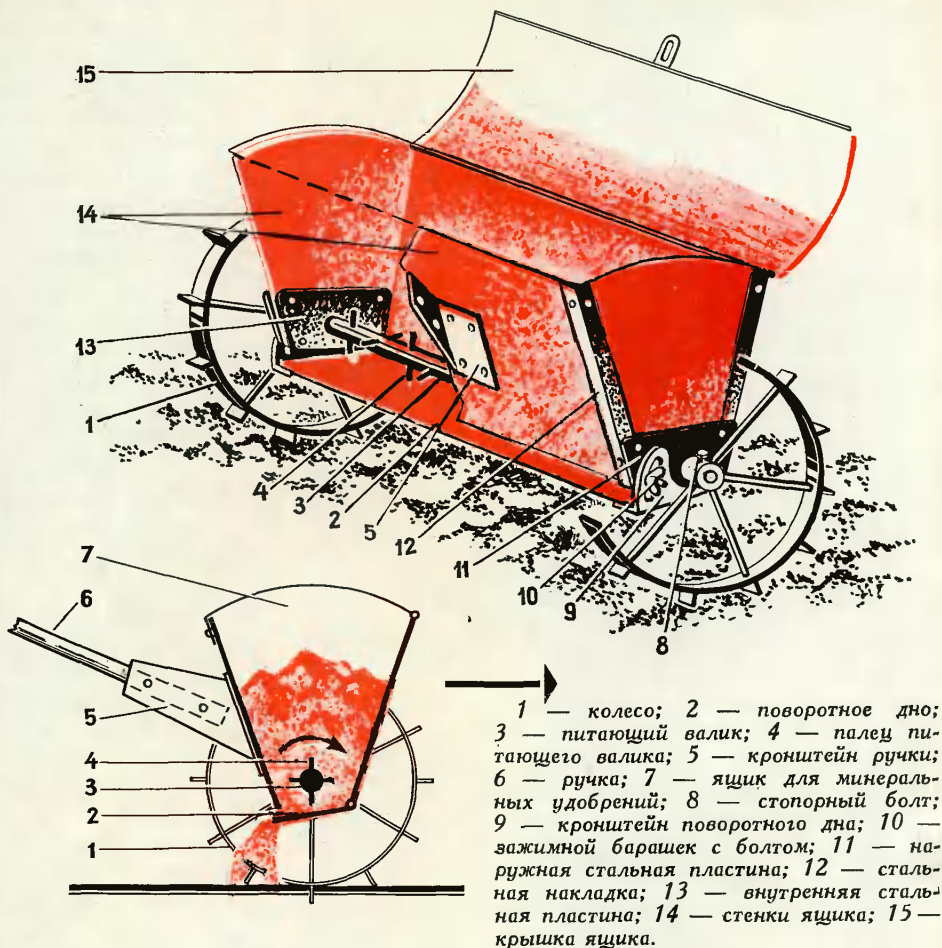 15
14
13
1
4
3
2
5
12
11
10
9
8
7
6
5
4
3
2
1
1 — колесо; 2 — поворотное дно;
3 — питающий валик; 4 — палец пи-
тающего валика; 5 — кронштейн ручки;
6 — ручка; 7 — ящик для минераль-
ных удобрений; 8 — стопорный болт;
9 — кронштейн поворотного дна; 10 —
зажимной барашек с болтом; 11 — на-
ружная стальная пластина; 12 — сталь-
ная накладка; 13 — внутренняя сталь-
ная пластина; 14 — стенки ящика; 15 —
крышка ящика.